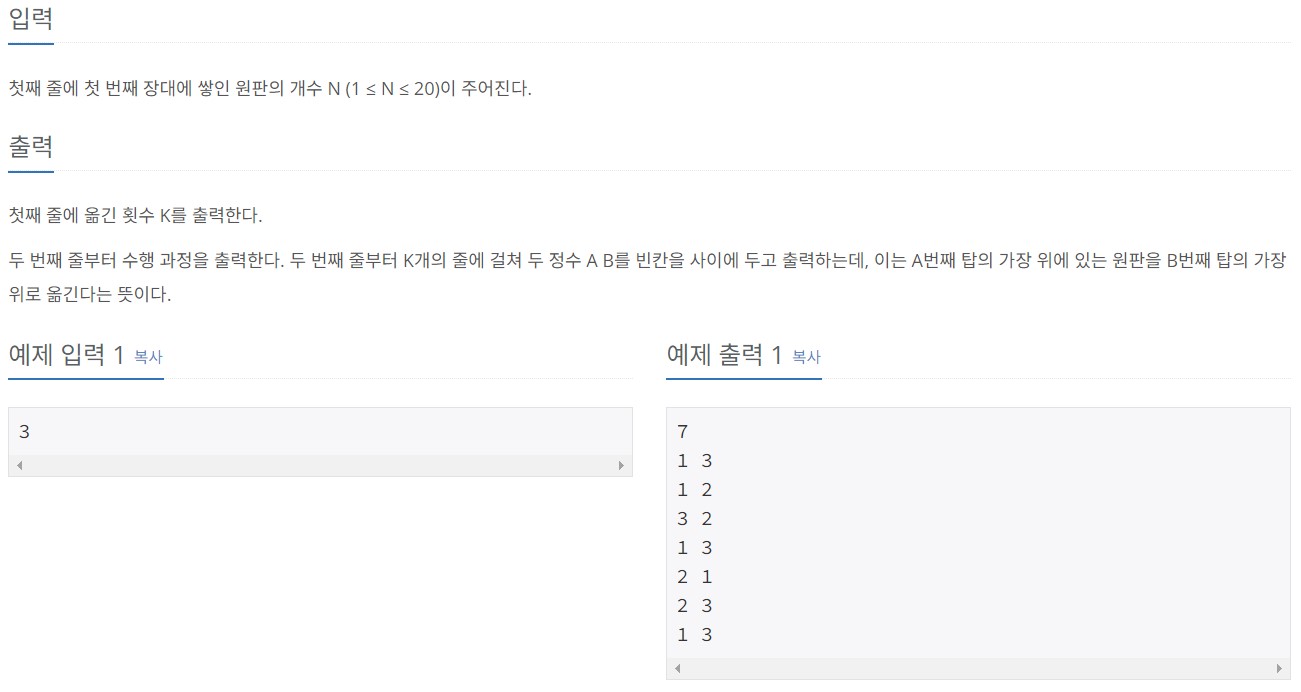 입력
첫째 줄에 첫 번째 장대에 쌓인 원판의 개수 N (1 ≤ N ≤ 20)이 주어진다.
출력
첫째 줄에 옮긴 횟수 K를 출력한다.
두 번째 줄부터 수행 과정을 출력한다. 두 번째 줄부터 K개의 줄에 걸쳐 두 정수 A B를 빈칸을 사이에 두고 출력하는데, 이는 A번째 탑의 가장 위에 있는 원판을 B번째 탑의 가장
위로 옮긴다는 뜻이다.
예제 입력 1 복사
3
예제 출력 1 복사
7
1 3
1 2
3 2
1 3
2 1
2 3
1 3